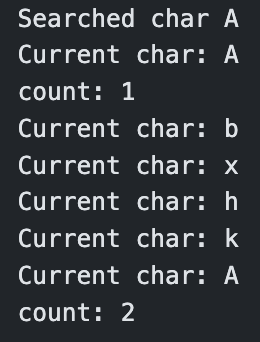 Searched char A
Current char: A
count: 1
Current char: b
Current char: x
Current char: h
Current char: k
Current char: A
count: 2